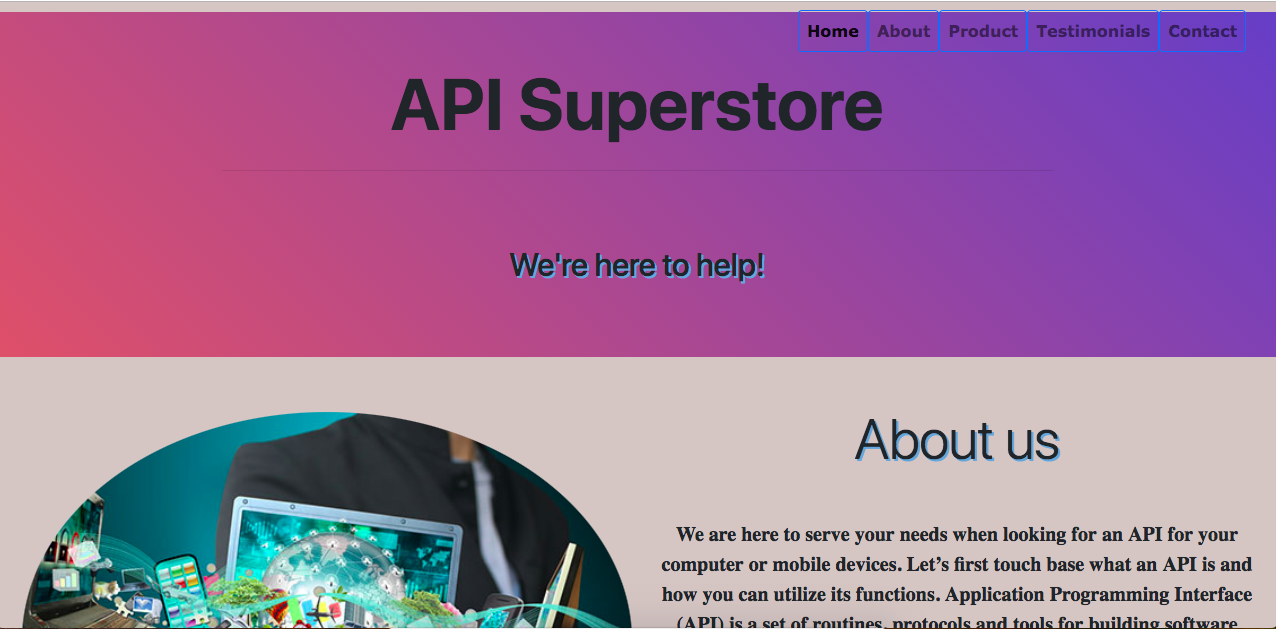 Home About Product Testimonials Contact
API Superstore
We're here to help!
About us
We are here to serve your needs when looking for an API for your
computer or mobile devices. Let’s first touch base what an API is and
how you can utilize its functions. Application Programming Interface
(API) is a set of routines, protocols and tools for building software